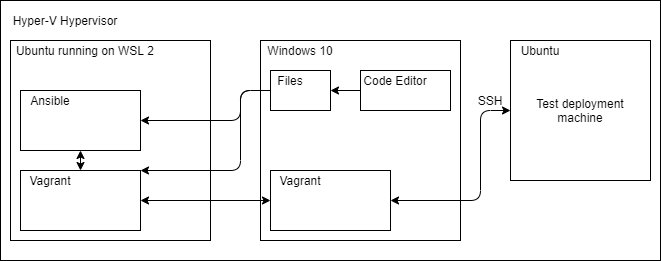 Hyper-V Hypervisor
Ubuntu running on WSL 2
Ansible
Vagrant
Windows 10
Files
Code Editor
Vagrant
SSH
Ubuntu
Test deployment
machine